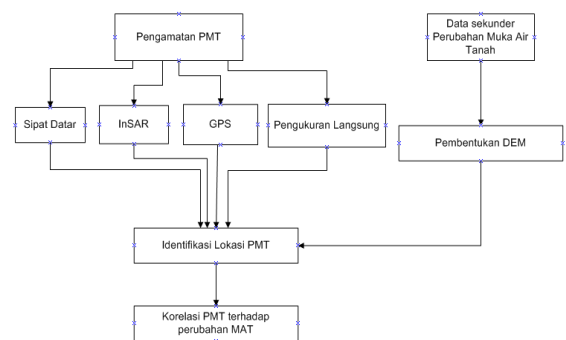 Pengamatan PMT
Data sekunder
Perubahan Muka Air
Tanah
Sipat Datar
InSAR
GPS
Pengukuran Langsung
Pembentukan DEM
Identifikasi Lokasi PMT
Korelasi PMT terhadap
perubahan MAT